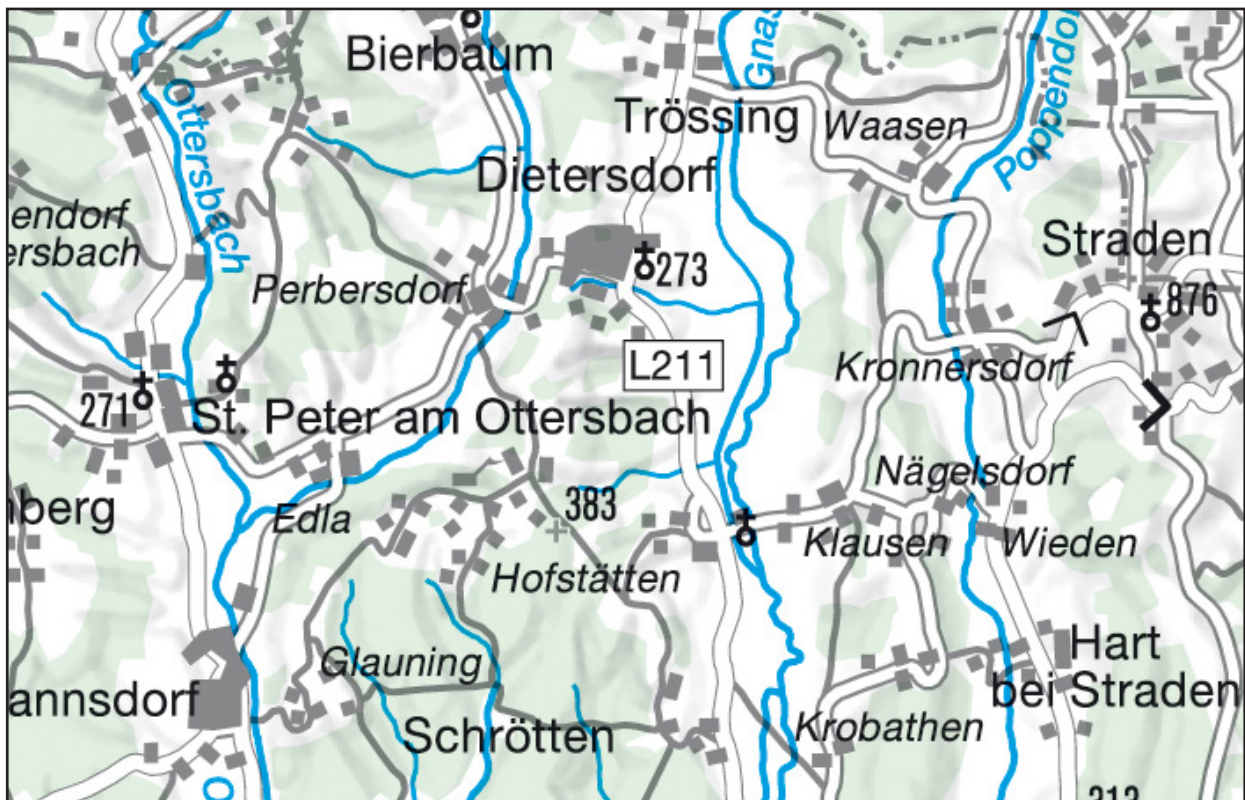 Bierbaum
Gnas
Poppendo
Ottersbach
Trössing
Waasen
Dietersdorf
endorf
ersbach
Straden
Perbersdorf
273
876
L211
Kronnersdorf
271
St. Peter am Ottersbach
Nägelsdorf
383
nberg
Edla
Klausen
Wieden
Hofstätten
Glauning
Hart
bei Straden
annsdorf
Schrötten
Krobathen
O